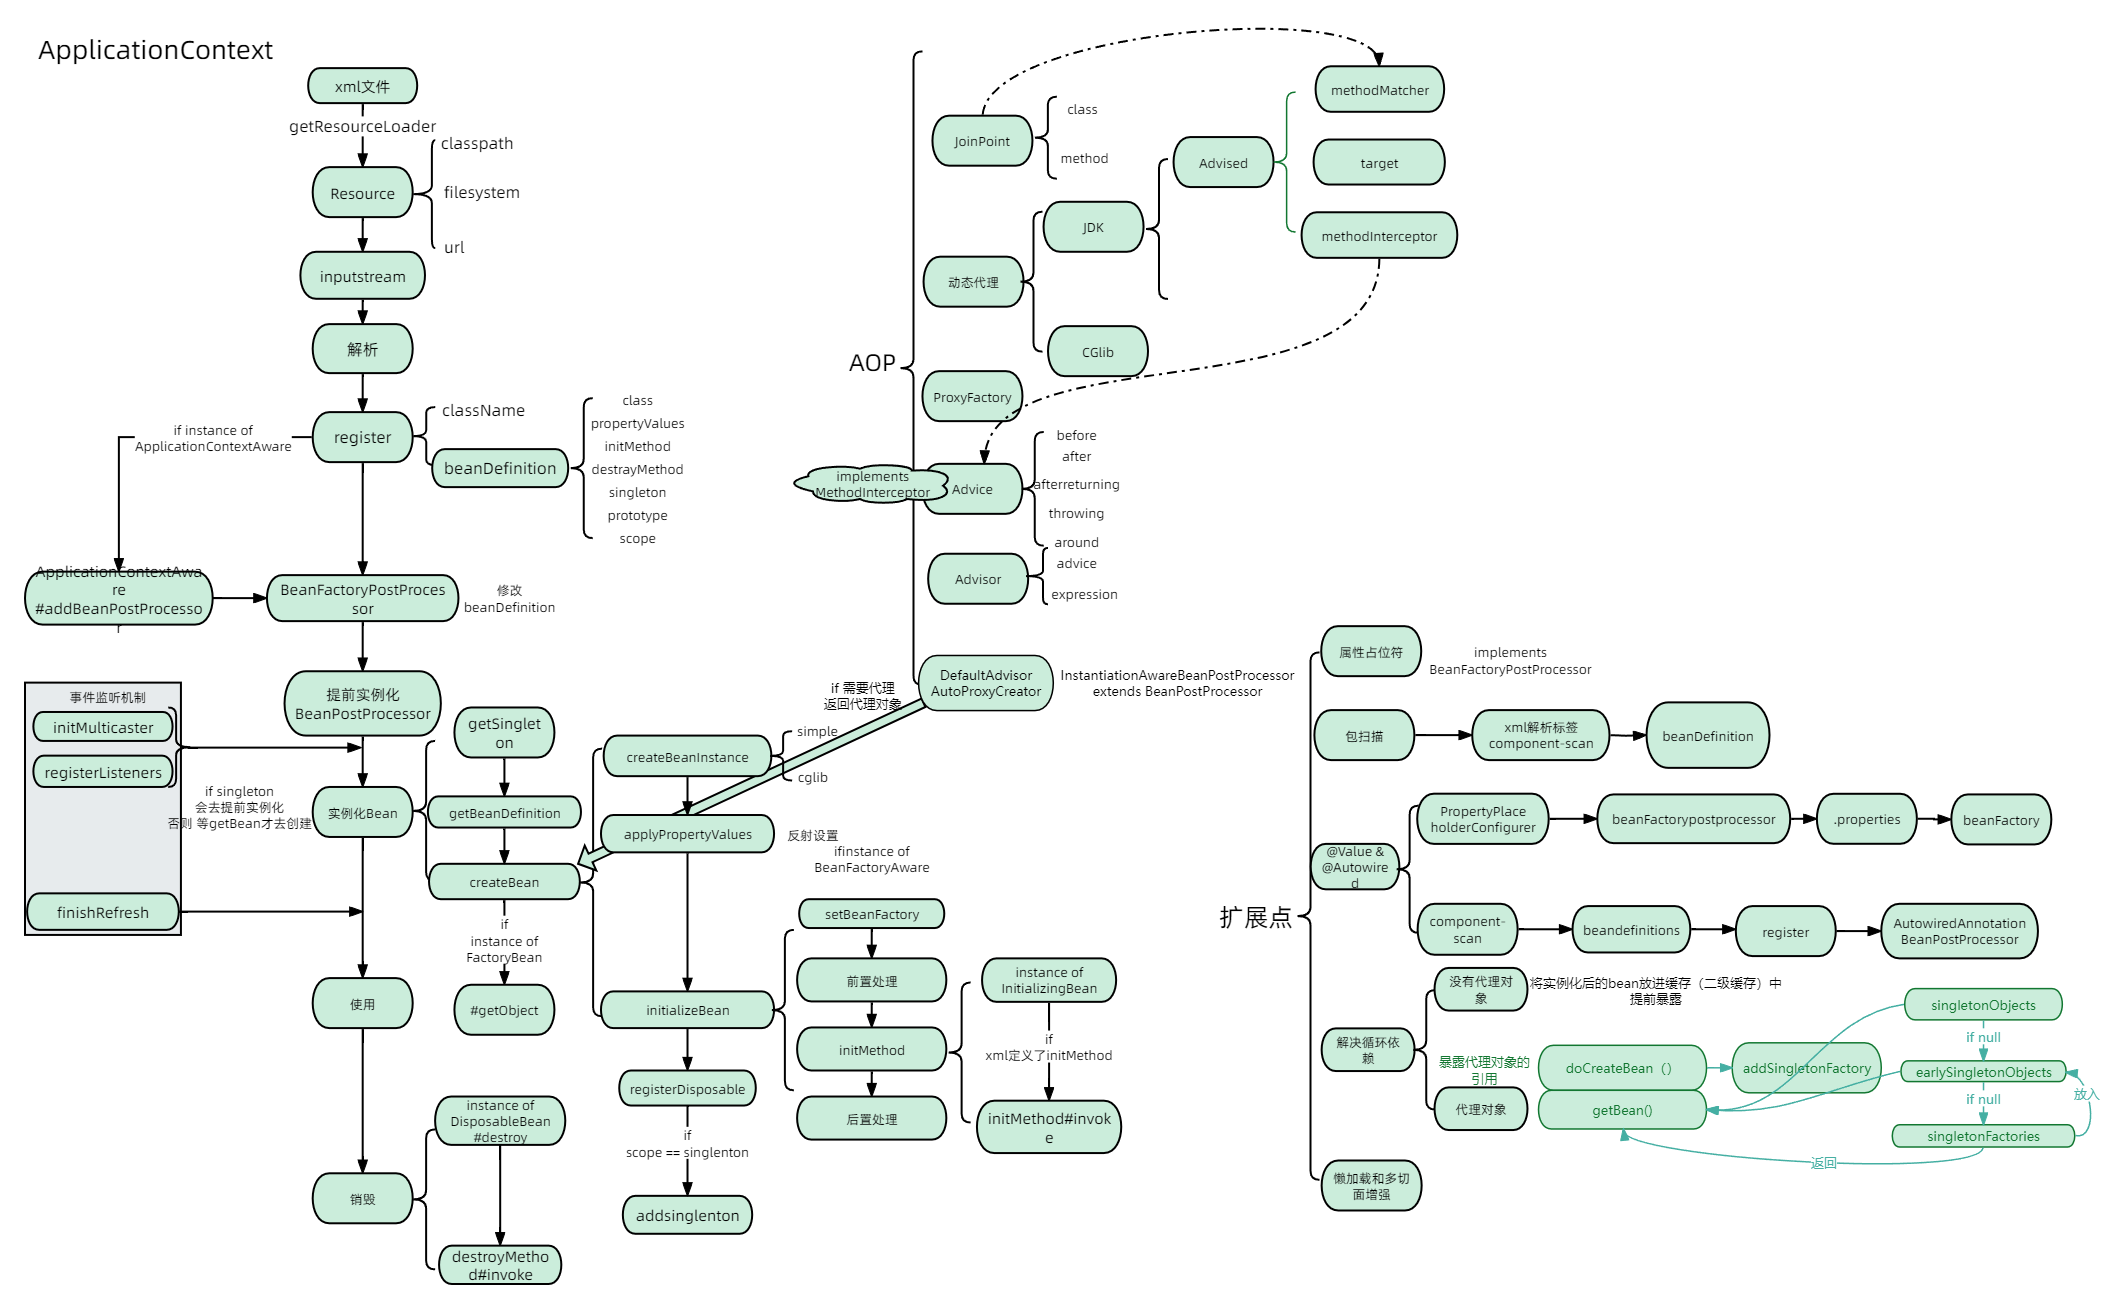 ApplicationContext
xml文件
getResourceLoader
classpath
Resource
filesystem
url
inputstream
解析
register
className
beanDefinition
class
propertyValues
initMethod
destrayMethod
singleton
prototype
scope
if instance of
ApplicationContextAware
ApplicationContextAwa
re
#addBeanPostProcesso
r
BeanFactoryPostProces
sor
修改
beanDefinition
提前实例化
BeanPostProcessor
事件监听机制
initMulticaster
registerListeners
finishRefresh
if singleton
会去提前实例化
否则 等getBean才去创建
实例化Bean
getSinglet
on
getBeanDefinition
createBean
if
instance of
FactoryBean
#getObject
createBeanInstance
simple
cglib
applyPropertyValues
反射设置
ifinstance of
BeanFactoryAware
initializeBean
setBeanFactory
前置处理
initMethod
后置处理
instance of
InitializingBean
if
xml定义了initMethod
initMethod#invok
e
registerDisposable
if
scope == singlenton
addsinglenton
使用
销毁
instance of
DisposableBean
#destroy
destroyMetho
d#invoke
AOP
JoinPoint
class
method
动态代理
JDK
CGlib
Advised
methodMatcher
target
methodInterceptor
ProxyFactory
implements
MethodInterceptor
Advice
before
after
afterreturning
throwing
around
Advisor
advice
expression
DefaultAdvisor
AutoProxyCreator
InstantiationAwareBeanPostProcessor
extends BeanPostProcessor
if 需要代理
返回代理对象
扩展点
属性占位符
implements
BeanFactoryPostProcessor
包扫描
xml解析标签
component-scan
beanDefinition
@Value &
@Autowire
d
PropertyPlace
holderConfigurer
beanFactorypostprocessor
.properties
beanFactory
component-
scan
beandefinitions
register
AutowiredAnnotation
BeanPostProcessor
解决循环依
赖
没有代理对
象
将实例化后的bean放进缓存（二级缓存）中
提前暴露
暴露代理对象的
引用
代理对象
doCreateBean（）
addSingletonFactory
getBean()
singletonObjects
if null
earlySingletonObjects
if null
singletonFactories
放入
返回
懒加载和多切
面增强